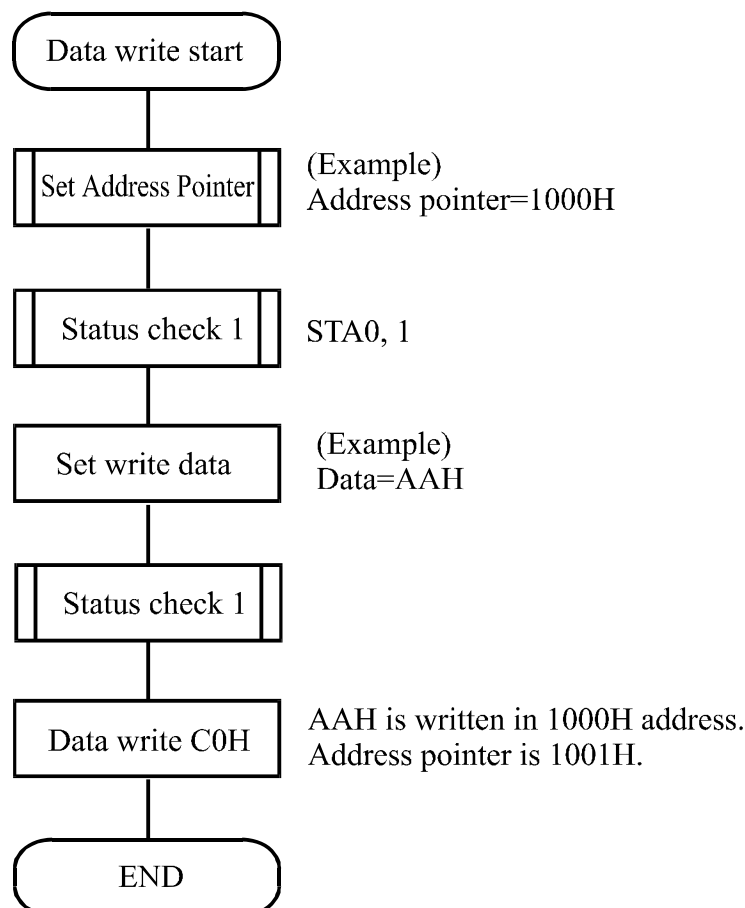 Data write start
Set Address Pointer
(Example)
Address pointer=1000H
Status check 1
STA0, 1
Set write data
(Example)
Data=AAH
Status check 1
Data write C0H
AAH is written in 1000H address.
Address pointer is 1001H.
END